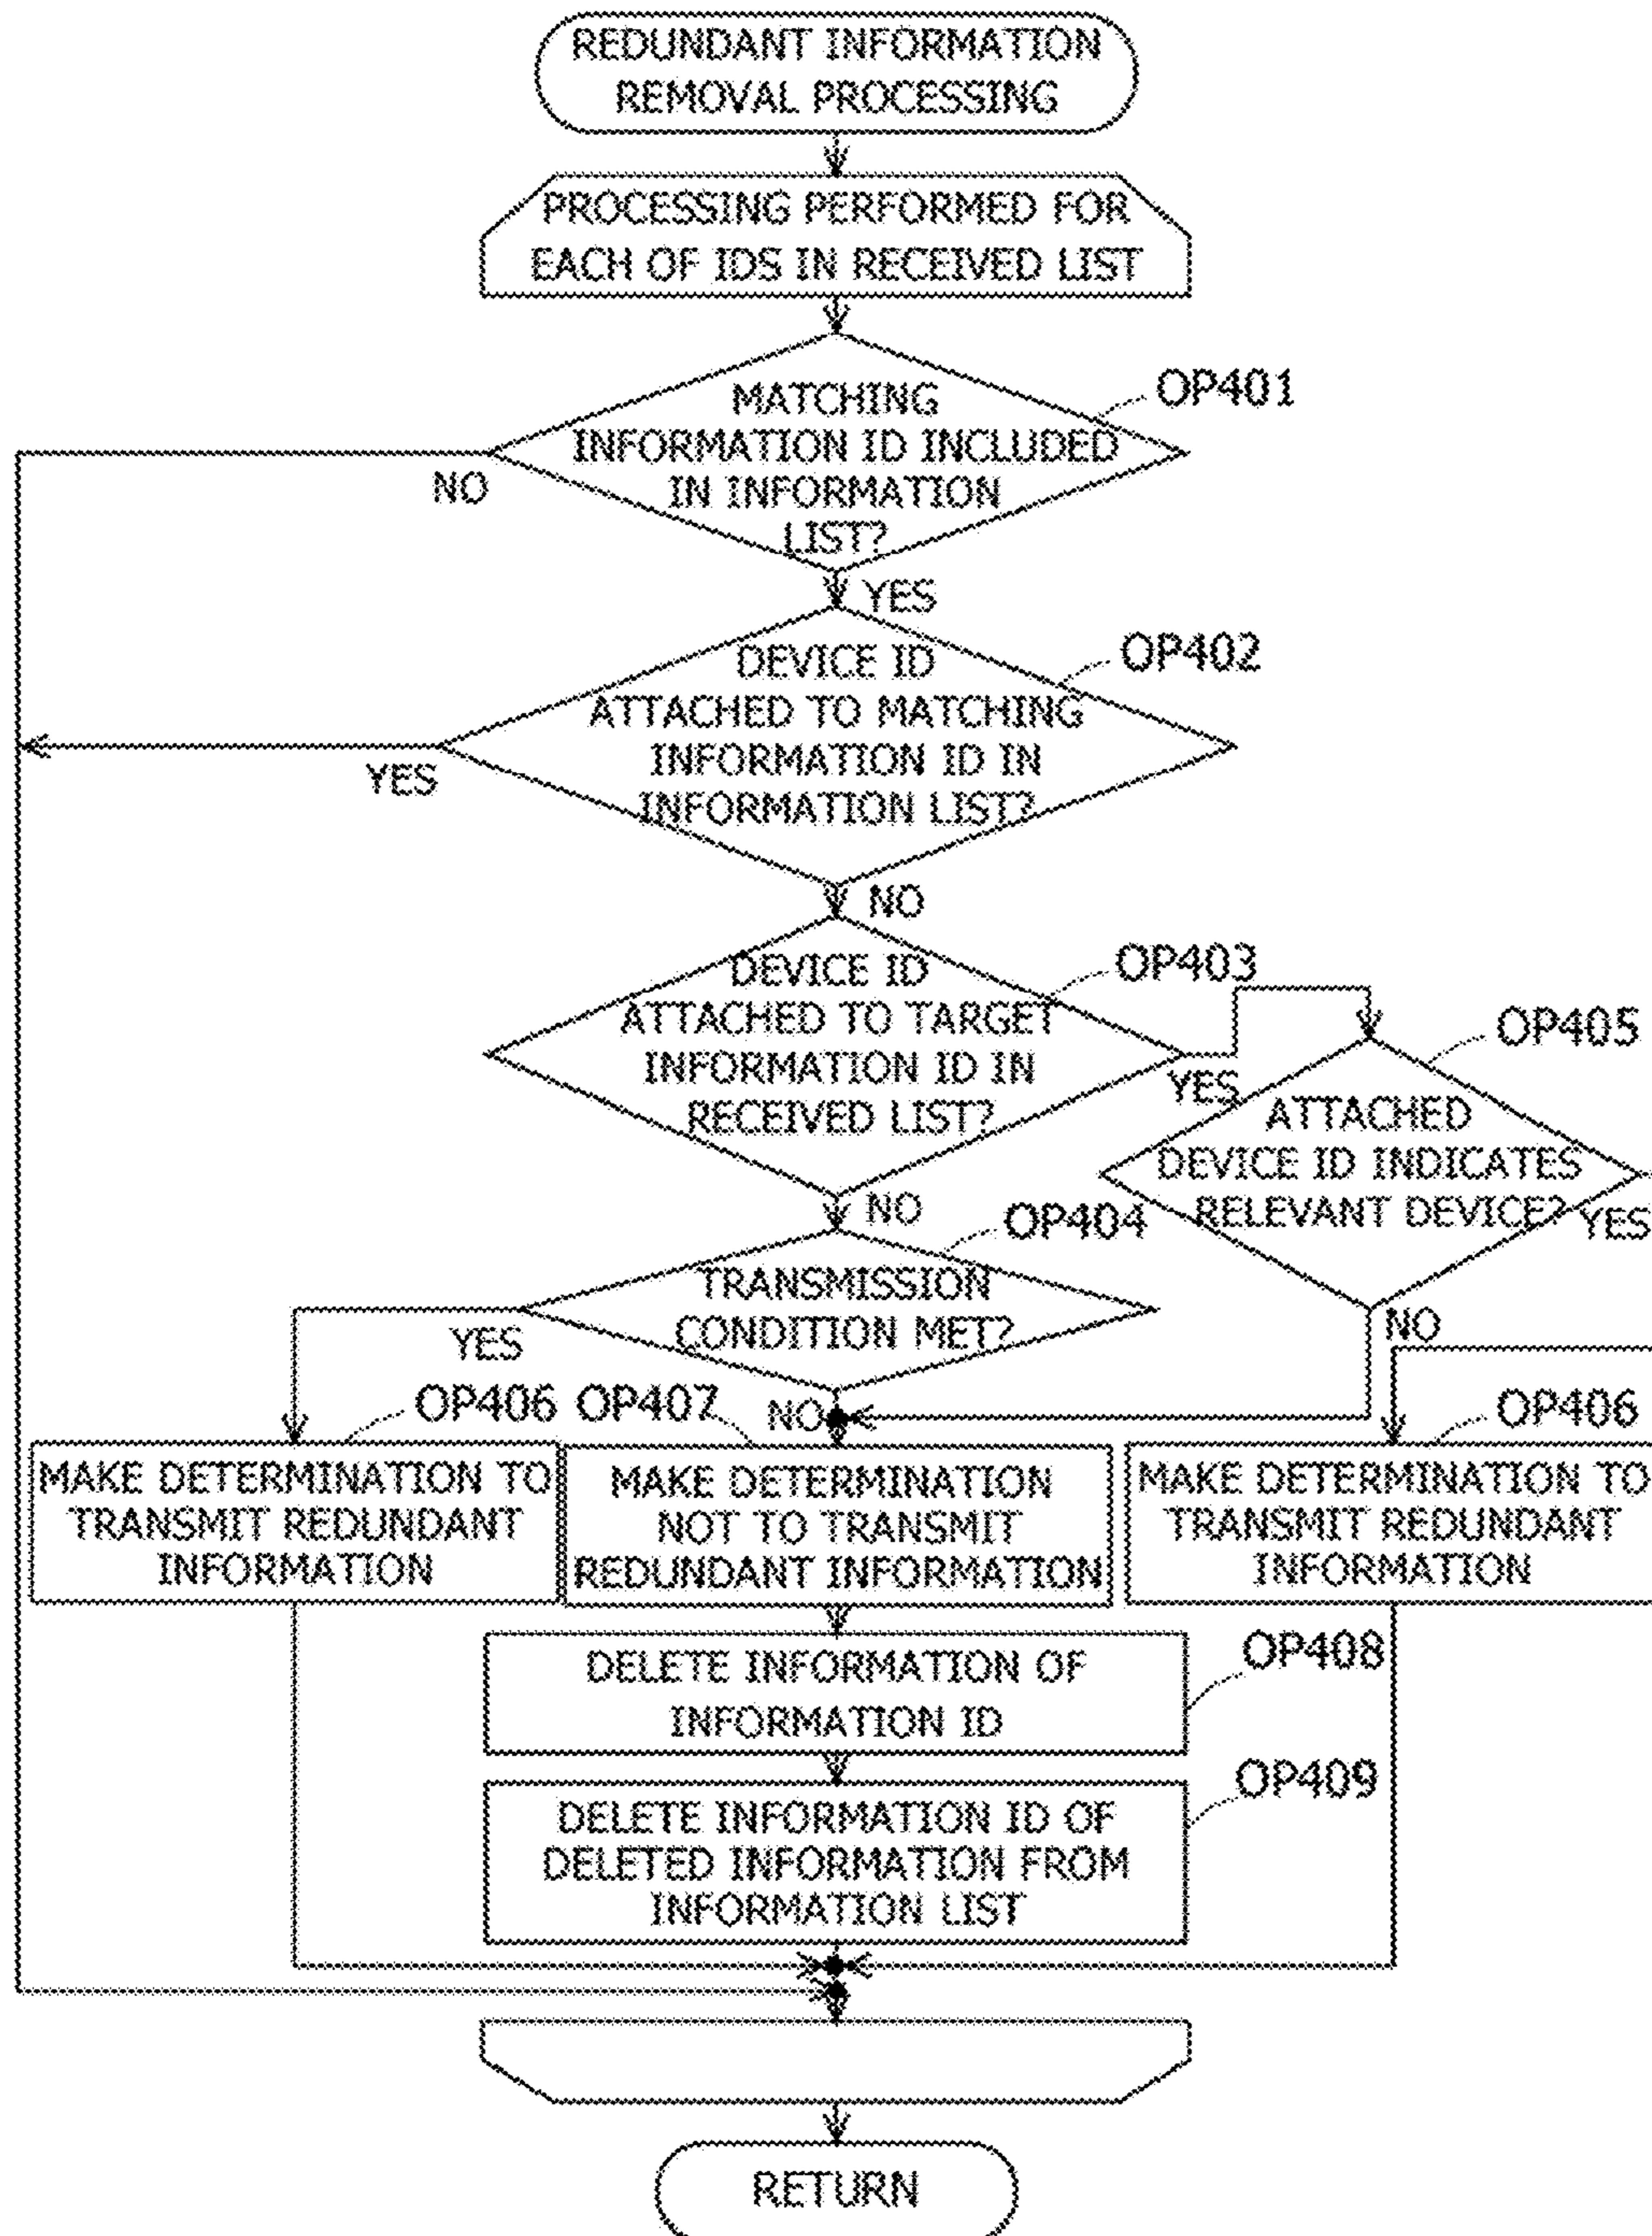 REDUNDANT INFORMATION
REMOVAL PROCESSING
PROCESSING PERFORMED FOR
EACH OF IDS IN RECEIVED LIST
OP401
MATCHING
INFORMATION ID INCLUDED
IN INFORMATION
LIST?
NO
YES
OP402
DEVICE ID
ATTACHED TO MATCHING
INFORMATION ID IN
INFORMATION LIST?
YES
NO
OP403
DEVICE ID
ATTACHED TO TARGET
INFORMATION ID IN
RECEIVED LIST?
YES
NO
OP405
ATTACHED
DEVICE ID INDICATES
RELEVANT DEVICE?
YES
NO
OP404
TRANSMISSION
CONDITION MET?
YES
NO
OP406
MAKE DETERMINATION TO
TRANSMIT REDUNDANT
INFORMATION
OP407
MAKE DETERMINATION
NOT TO TRANSMIT
REDUNDANT INFORMATION
OP406
MAKE DETERMINATION TO
TRANSMIT REDUNDANT
INFORMATION
OP408
DELETE INFORMATION OF
INFORMATION ID
OP409
DELETE INFORMATION ID OF
DELETED INFORMATION FROM
INFORMATION LIST
RETURN